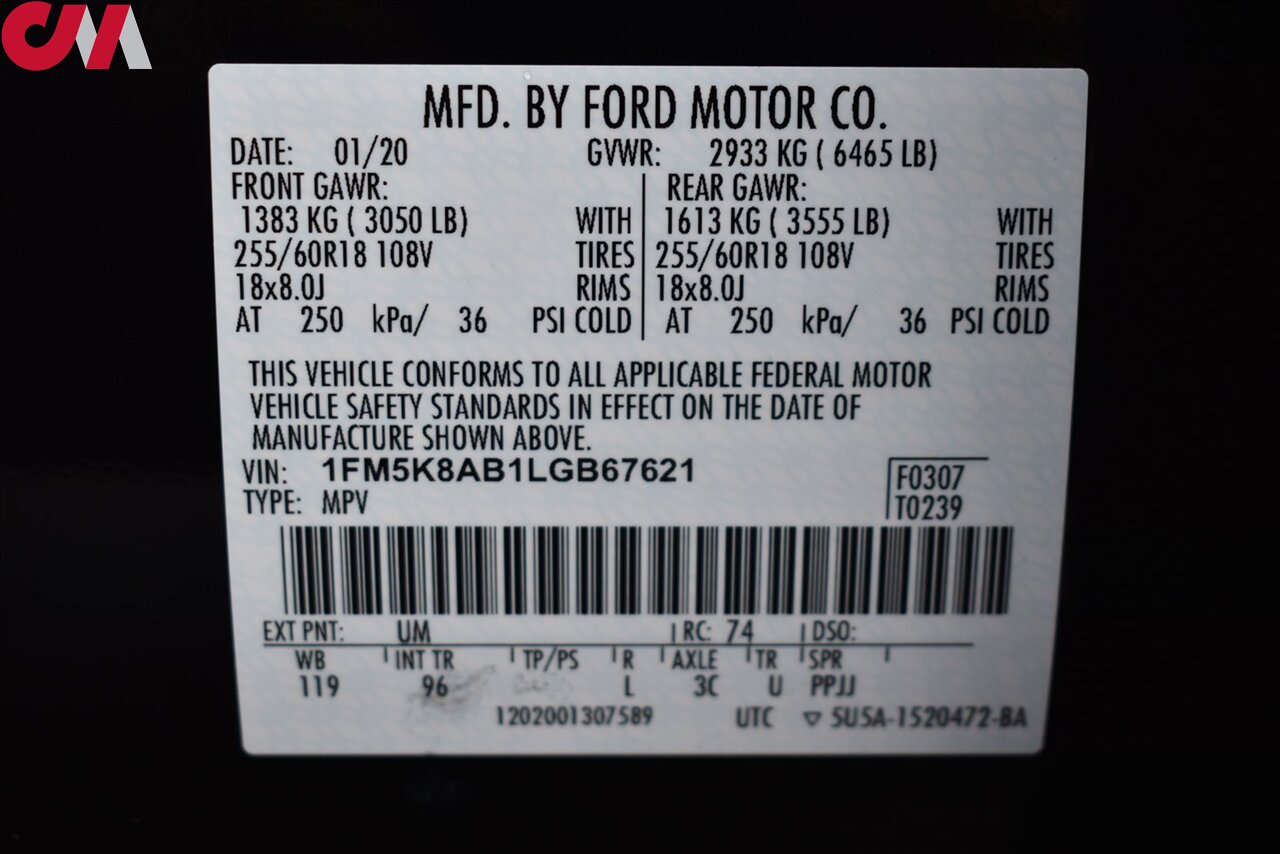 CM
MFD. BY FORD MOTOR CO.
DATE: 01/20 GVWR: 2933 KG ( 6465 LB)
FRONT GAWR: REAR GAWR:
1383 KG ( 3050 LB) WITH 1613 KG ( 3555 LB) WITH
255/60R18 108V TIRES 255/60R18 108V TIRES
18x8.0J RIMS 18x8.0J RIMS
AT 250 kPa/ 36 PSI COLD AT 250 kPa/ 36 PSI COLD
THIS VEHICLE CONFORMS TO ALL APPLICABLE FEDERAL MOTOR
VEHICLE SAFETY STANDARDS IN EFFECT ON THE DATE OF
MANUFACTURE SHOWN ABOVE.
VIN: 1FM5K8AB1LGB67621
F0307
TYPE: MPV
T0239
EXT PNT: UM RC: 74 DSO:
WB INT TR TP/PS R AXLE TR SPR
119 96 L 3C U PPJJ
1202001307589 UTC ▽ 5U5A-1520472-BA